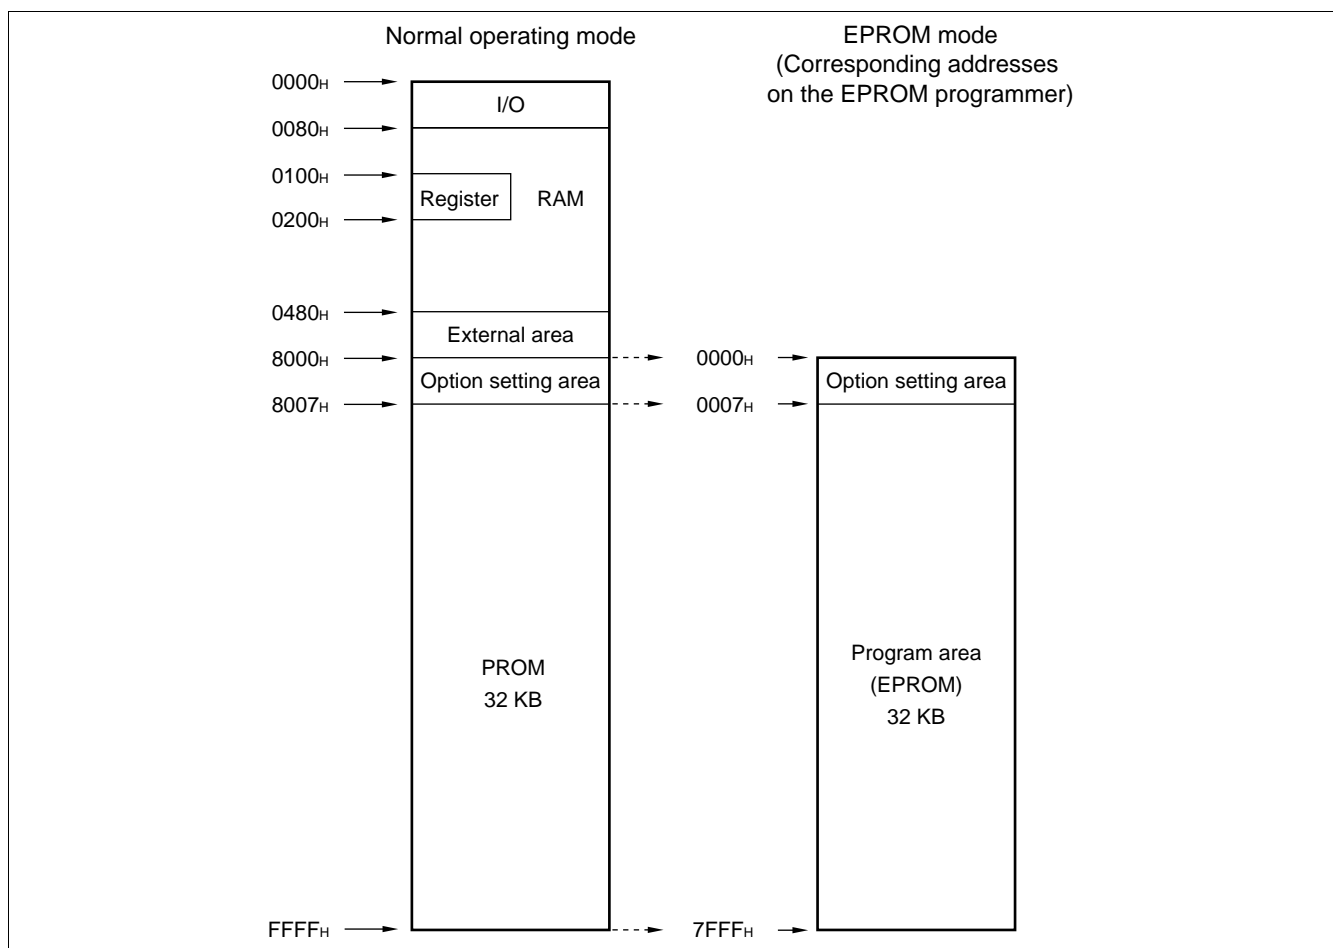 Normal operating mode
EPROM mode
(Corresponding addresses
on the EPROM programmer)
0000H
I/O
0080H
0100H
Register
RAM
0200H
0480H
External area
8000H
0000H
Option setting area
Option setting area
8007H
0007H
PROM
32 KB
Program area
(EPROM)
32 KB
FFFFH
7FFFH